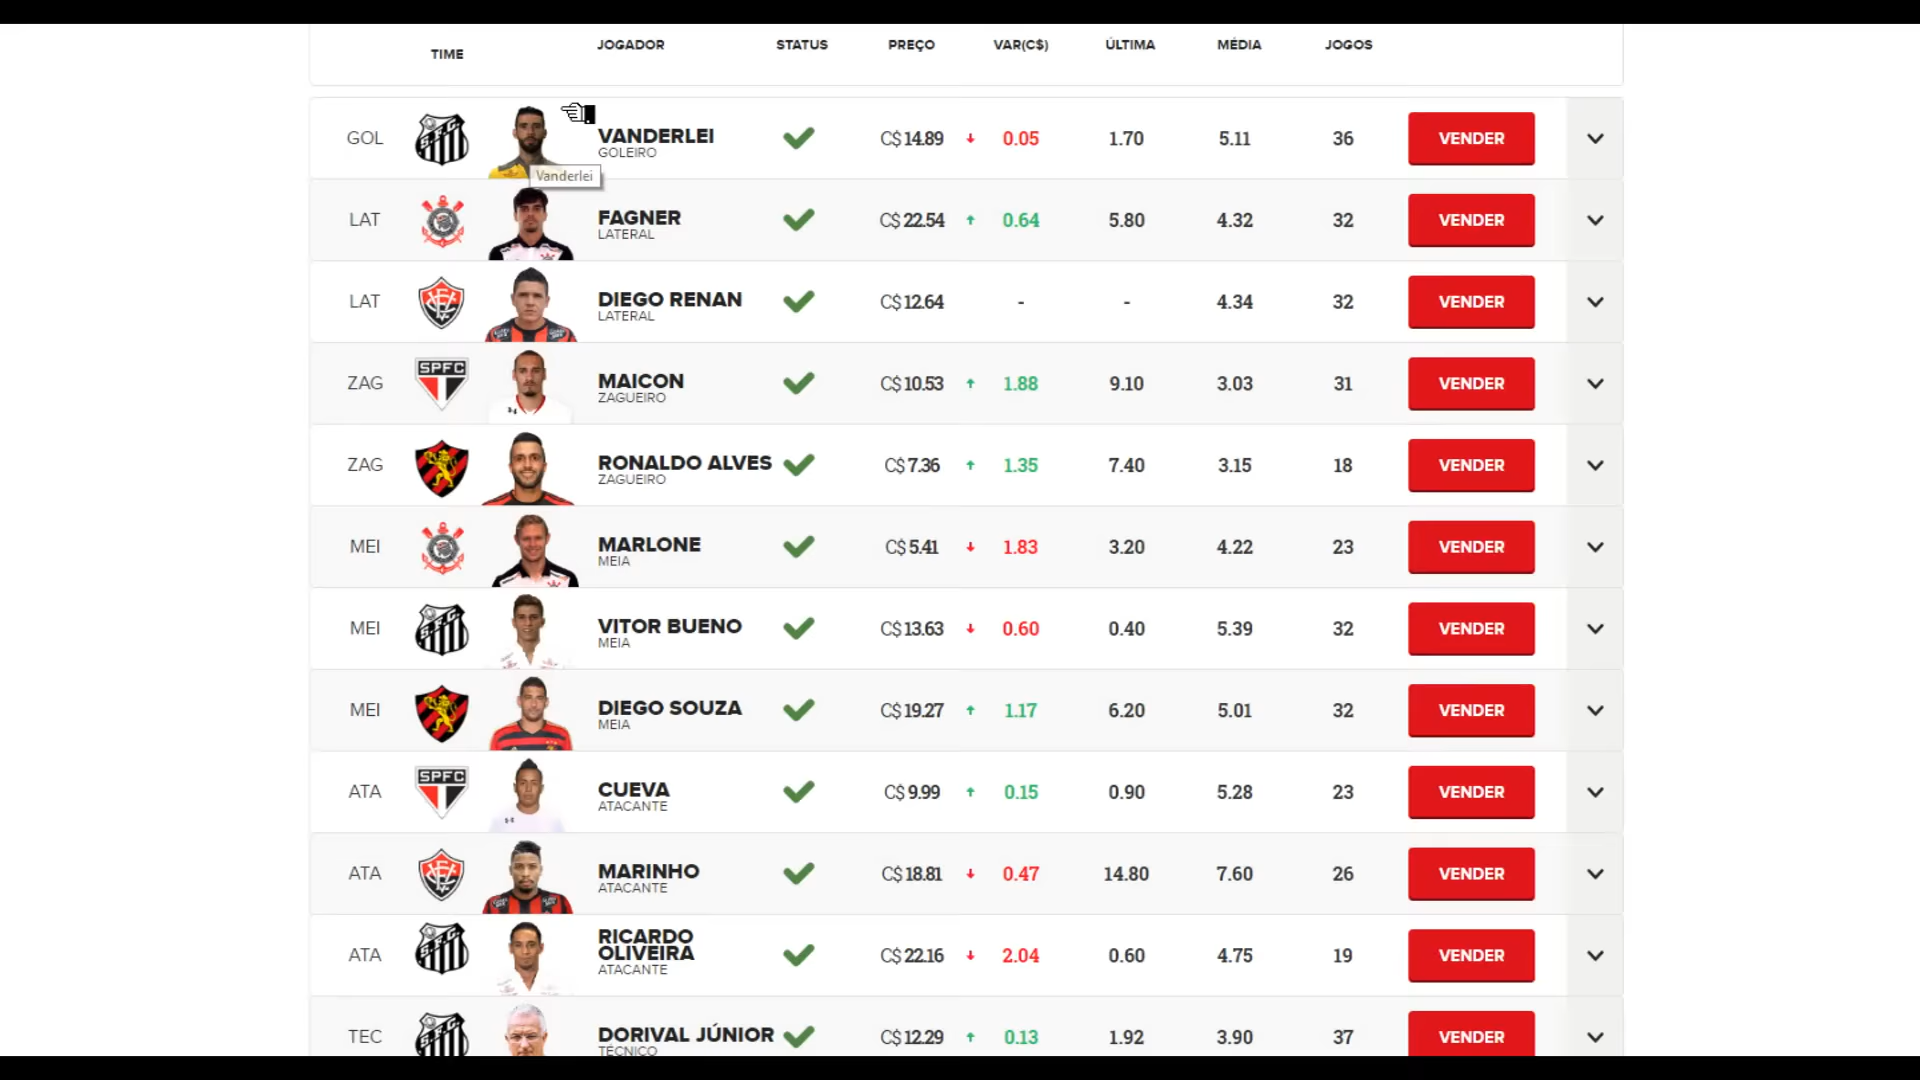 TIME JOGADOR STATUS PREÇO VAR(C$) ÚLTIMA MÉDIA JOGOS
GOL VANDERLEI C$ 14.89 0.05 1.70 5.11 36 VENDER
GOLEIRO
Vanderlei
LAT FAGNER C$ 22.54 0.64 5.80 4.32 32 VENDER
LATERAL
LAT DIEGO RENAN C$ 12.64 - - 4.34 32 VENDER
LATERAL
ZAG SPFC MAICON C$ 10.53 1.88 9.10 3.03 31 VENDER
ZAGUEIRO
ZAG RONALDO ALVES C$ 7.36 1.35 7.40 3.15 18 VENDER
ZAGUEIRO
MEI MARLONE C$ 5.41 1.83 3.20 4.22 23 VENDER
MEIA
MEI VITOR BUENO C$ 13.63 0.60 0.40 5.39 32 VENDER
MEIA
MEI DIEGO SOUZA C$ 19.27 1.17 6.20 5.01 32 VENDER
MEIA
ATA SPFC CUEVA C$ 9.99 0.15 0.90 5.28 23 VENDER
ATACANTE
ATA MARINHO C$ 18.81 0.47 14.80 7.60 26 VENDER
ATACANTE
RICARDO
ATA OLIVEIRA C$ 22.16 2.04 0.60 4.75 19 VENDER
ATACANTE
TEC DORIVAL JÚNIOR C$ 12.29 0.13 1.92 3.90 37 VENDER
TÉCNICO